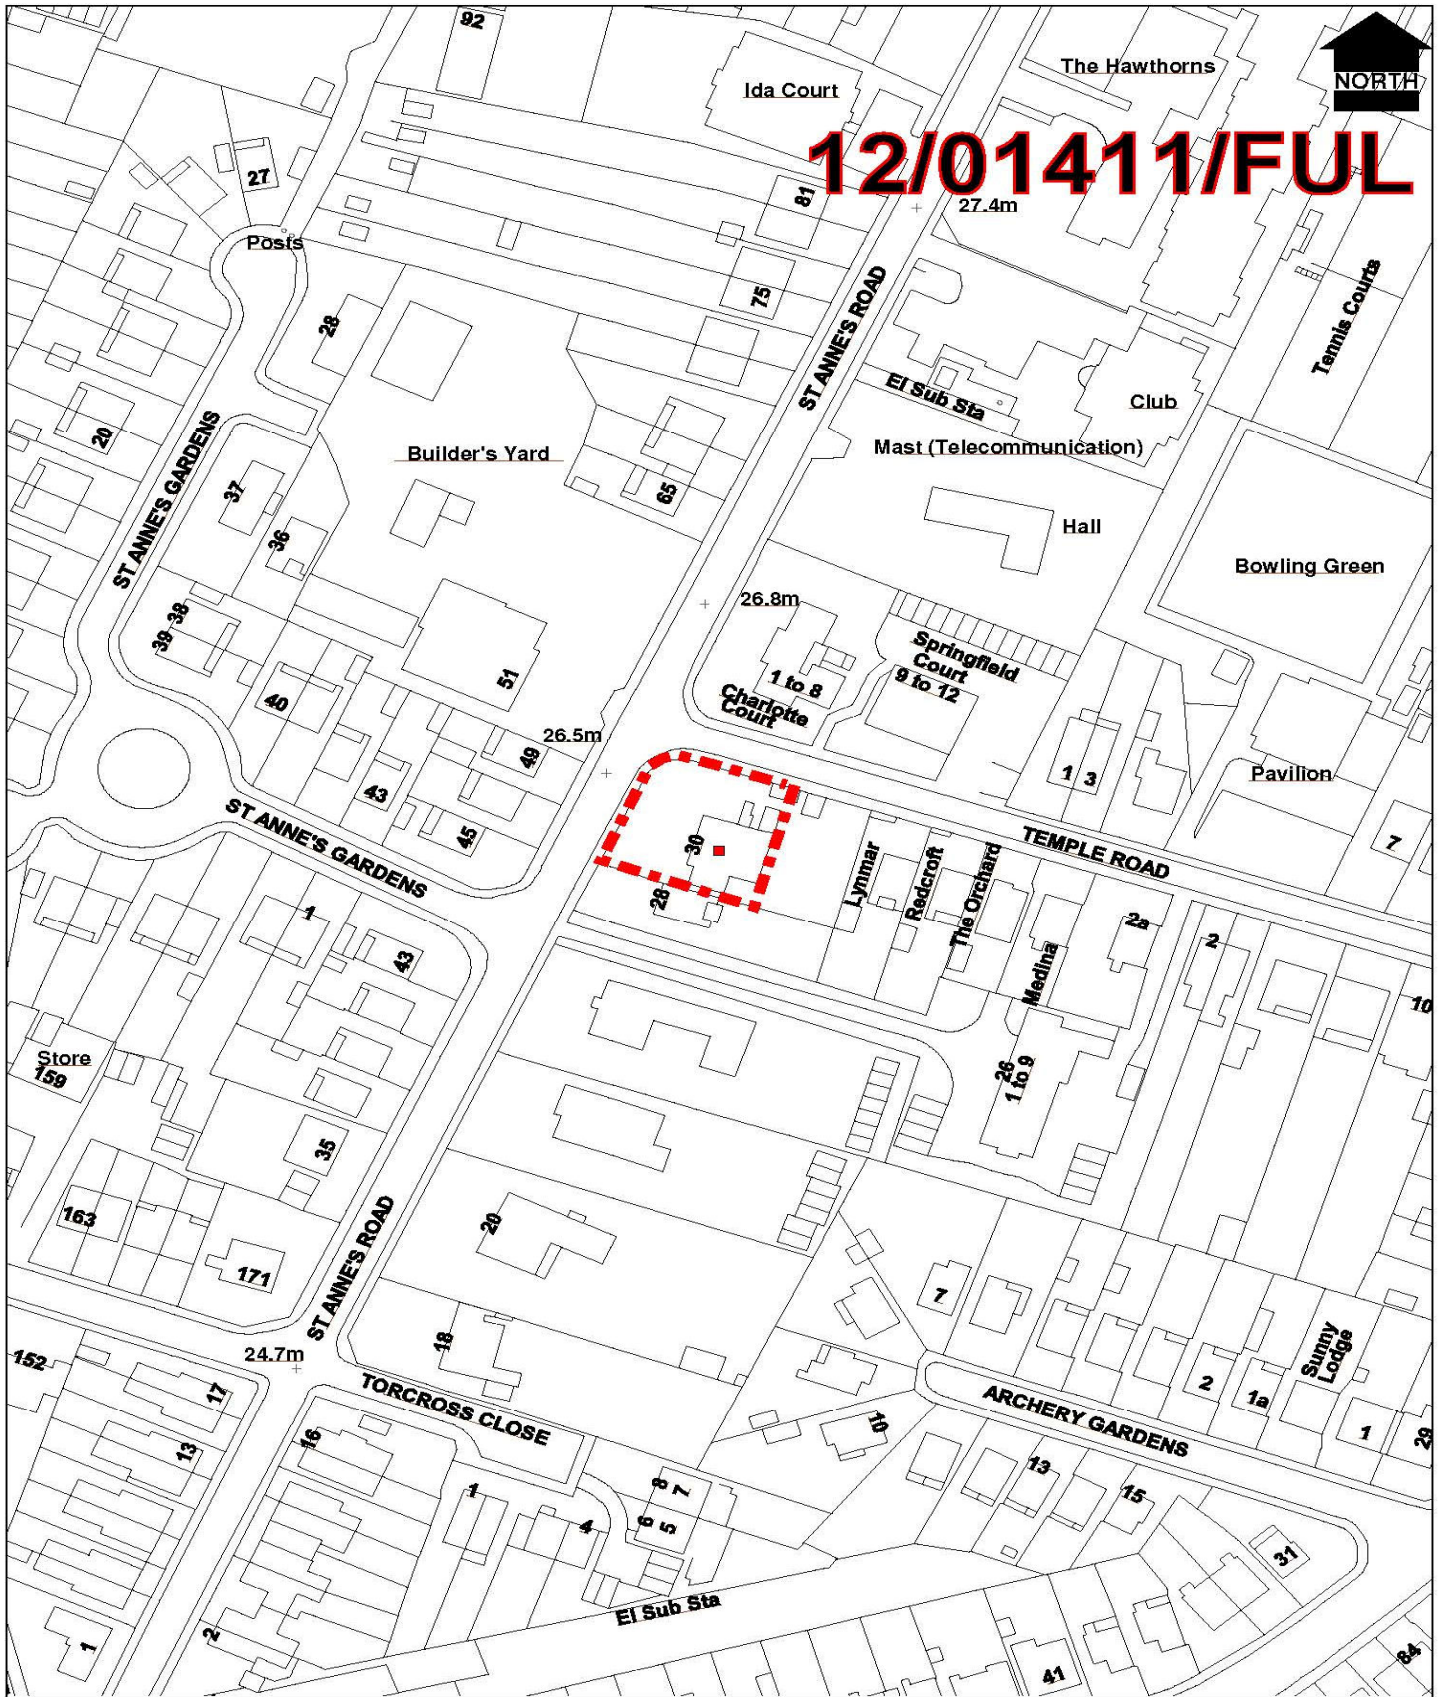 92
The Hawthorns
NORTH
Ida Court
12/01411/FUL
27
81
27.4m
Posts
75
28
ST ANNE'S ROAD
Tennis Courts
El Sub Sta
Club
20
ST ANNE'S GARDENS
Builder's Yard
Mast (Telecommunication)
37
65
36
Hall
Bowling Green
26.8m
38
39
Springfield
Court
9 to 12
51
1 to 8
Charlotte
Court
40
26.5m
49
43
1
3
Pavilion
ST ANNE'S GARDENS
45
30
TEMPLE ROAD
7
Lynmar
Redcroft
The Orchard
28
1
2a
2
43
Medina
10
Store
159
26
1 to 9
35
163
20
171
ST ANNE'S ROAD
7
18
Sunny
Lodge
24.7m
152
17
TORCROSS CLOSE
2
1a
ARCHERY GARDENS
10
1
29
16
13
13
15
1
8
7
6
5
4
31
El Sub Sta
1
2
41
84